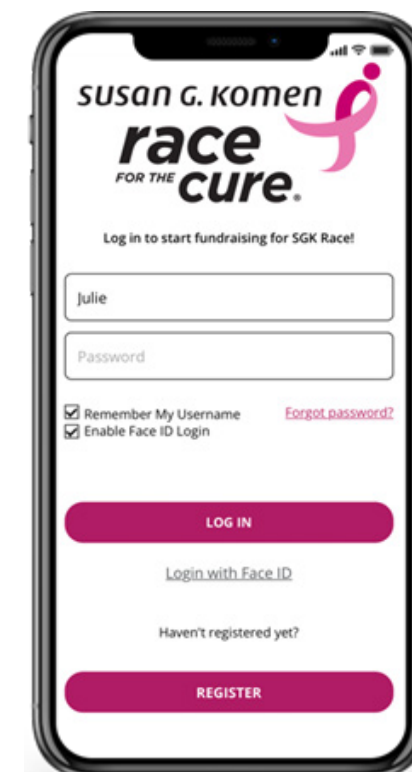 SUSAN G. KOMEN
race
FOR THE cure.
Log in to start fundraising for SGK Race!
Julie
Password
Remember My Username Forgot password?
Enable Face ID Login
LOG IN
Login with Face ID
Haven't registered yet?
REGISTER